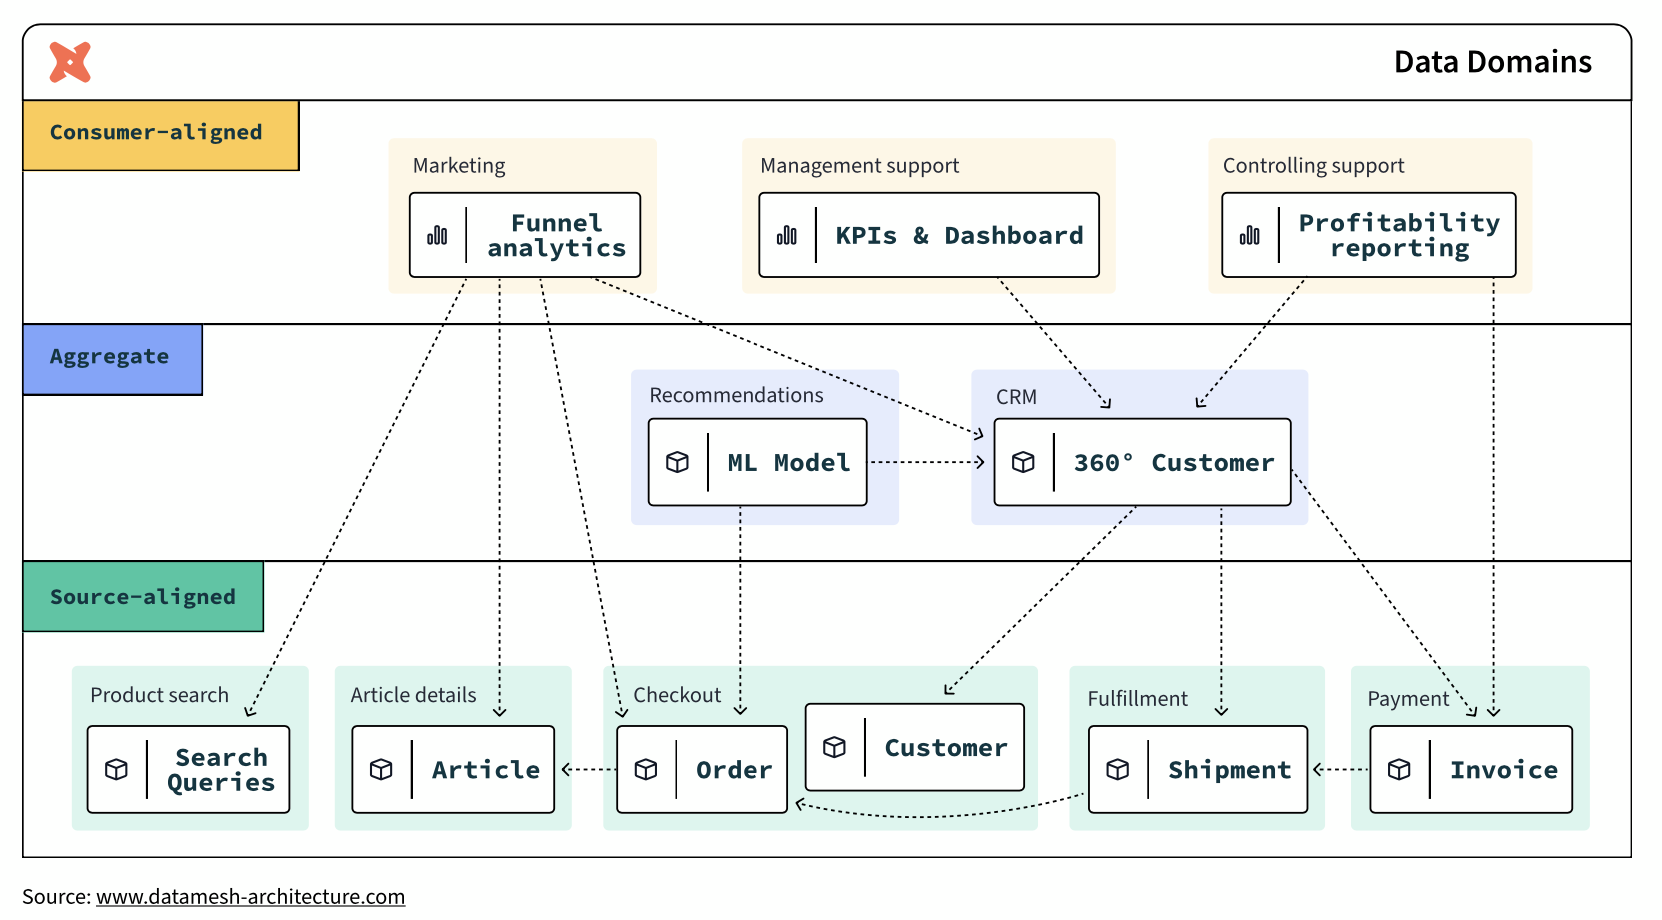 Data Domains
Consumer-aligned
Marketing
Management support
Controlling support
Funnel
analytics
KPIs & Dashboard
Profitability
reporting
Aggregate
Recommendations
CRM
ML Model
360° Customer
Source-aligned
Product search
Article details
Checkout
Fulfillment
Payment
Search
Queries
Article
Order
Customer
Shipment
Invoice
Source: www.datamesh-architecture.com